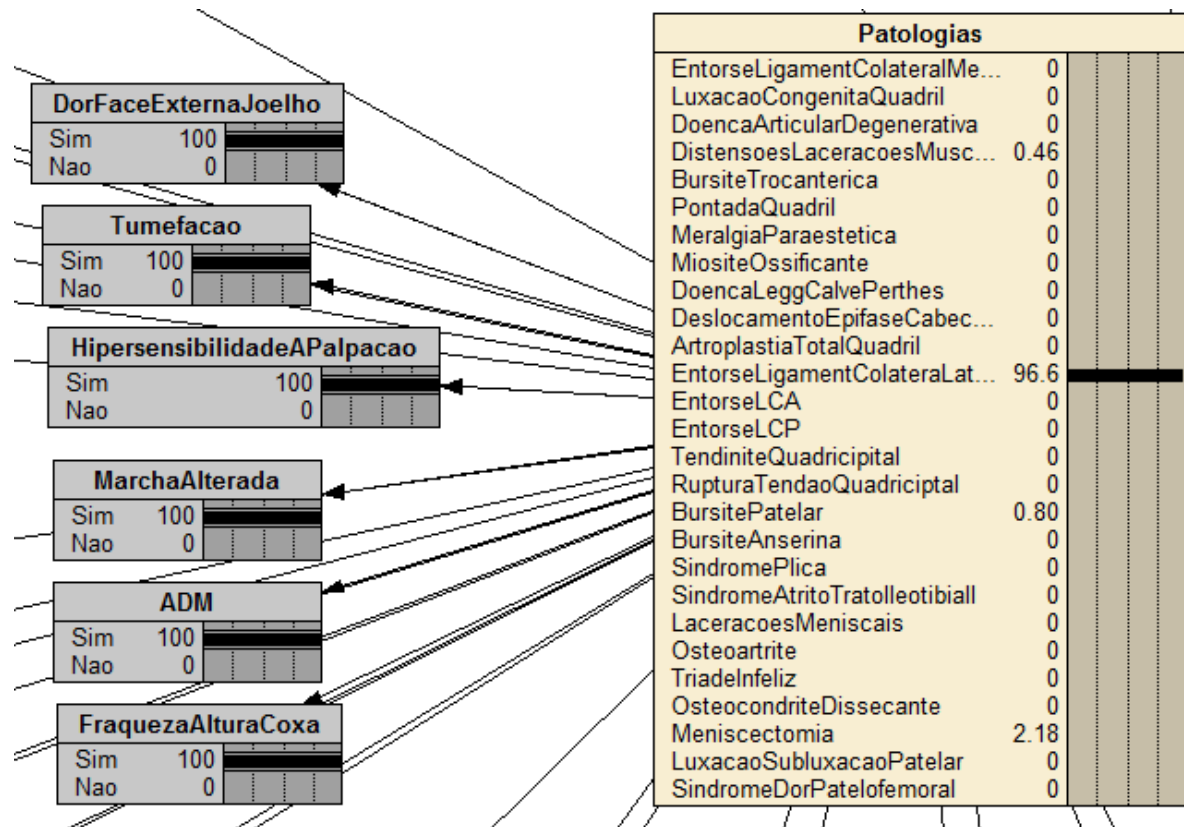 DorFaceExternaJoelho
Sim 100
Nao 0
Tumefacao
Sim 100
Nao 0
HipersensibilidadeAPalpacao
Sim 100
Nao 0
MarchaAlterada
Sim 100
Nao 0
ADM
Sim 100
Nao 0
FraquezaAlturaCoxa
Sim 100
Nao 0
Patologias
EntorseLigamentColateralMe... 0
LuxacaoCongenitaQuadril 0
DoencaArticularDegenerativa 0
DistensoesLaceracoesMusc... 0.46
BursiteTrocanterica 0
PontadaQuadril 0
MeralgiaParaestetica 0
MiositeOssificante 0
DoencaLeggCalvePerthes 0
DeslocamentoEpifaseCabec... 0
ArtroplastiaTotalQuadril 0
EntorseLigamentColateraLat... 96.6
EntorseLCA 0
EntorseLCP 0
TendiniteQuadricipital 0
RupturaTendaoQuadriciptal 0
BursitePatelar 0.80
BursiteAnserina 0
SindromePlica 0
SindromeAtritoTratolleotibiall 0
LaceracoesMeniscais 0
Osteoartrite 0
TriadeInfeliz 0
OsteocondriteDissecante 0
Meniscectomia 2.18
LuxacaoSubluxacaoPatelar 0
SindromeDorPatelofemoral 0